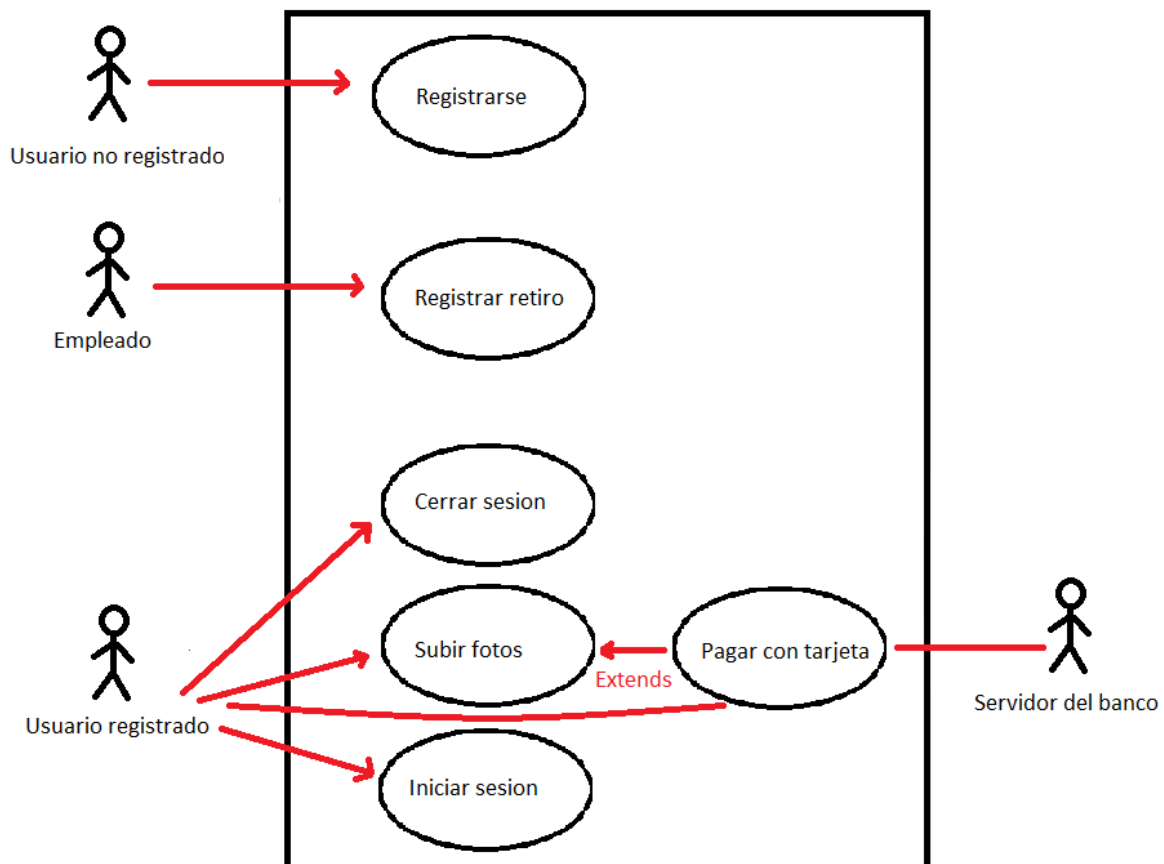 Registrarse
Usuario no registrado
Registrar retiro
Empleado
Cerrar sesion
Subir fotos
Pagar con tarjeta
Extends
Servidor del banco
Usuario registrado
Iniciar sesion